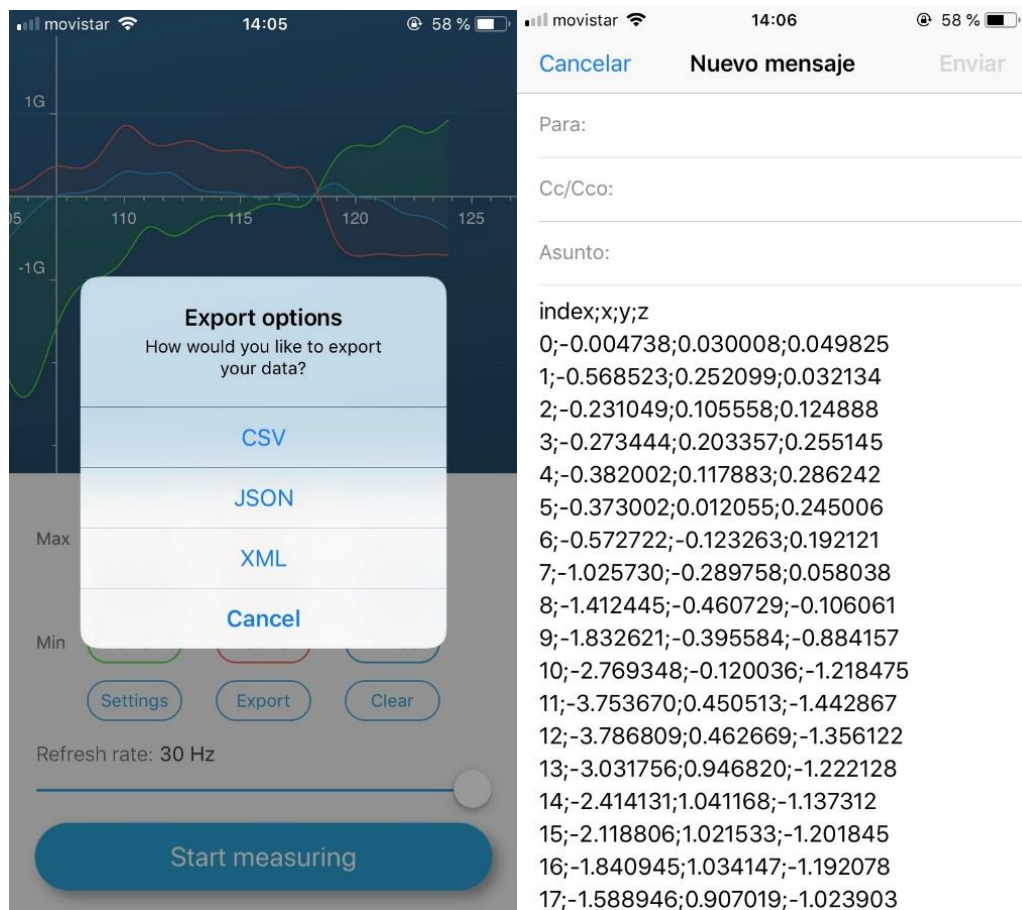 movistar 14:05 58 %
1G
05 110 115 120 125
-1G
Export options
How would you like to export
your data?
CSV
JSON
XML
Cancel
Max
Min
Settings Export Clear
Refresh rate: 30 Hz
Start measuring
movistar 14:06 58 %
Cancelar Nuevo mensaje Enviar
Para:
Cc/Cco:
Asunto:
index;x;y;z
0;-0.004738;0.030008;0.049825
1;-0.568523;0.252099;0.032134
2;-0.231049;0.105558;0.124888
3;-0.273444;0.203357;0.255145
4;-0.382002;0.117883;0.286242
5;-0.373002;0.012055;0.245006
6;-0.572722;-0.123263;0.192121
7;-1.025730;-0.289758;0.058038
8;-1.412445;-0.460729;-0.106061
9;-1.832621;-0.395584;-0.884157
10;-2.769348;-0.120036;-1.218475
11;-3.753670;0.450513;-1.442867
12;-3.786809;0.462669;-1.356122
13;-3.031756;0.946820;-1.222128
14;-2.414131;1.041168;-1.137312
15;-2.118806;1.021533;-1.201845
16;-1.840945;1.034147;-1.192078
17;-1.588946;0.907019;-1.023903